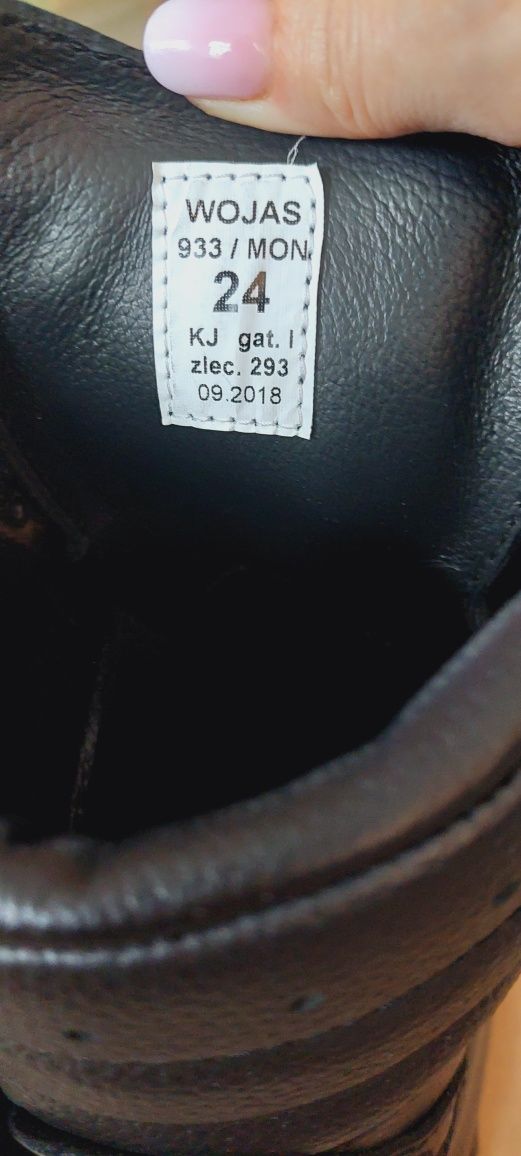 WOJAS
933 / MON
24
KJ gat. I
zlec. 293
09.2018